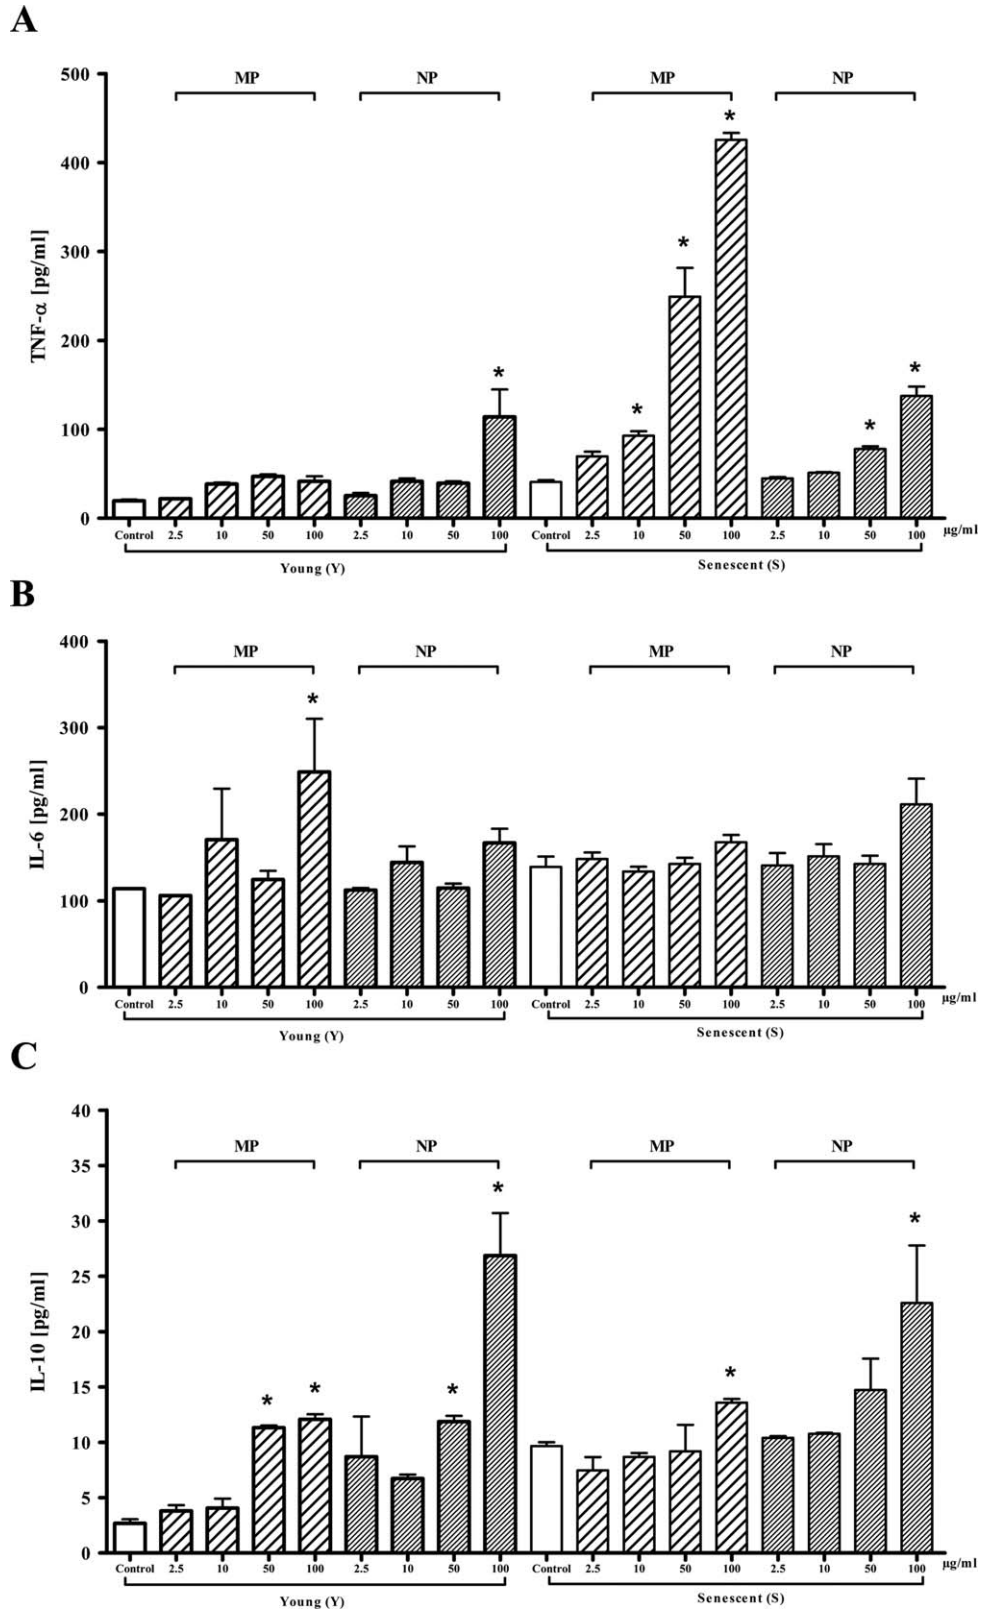 A
500
MP NP MP NP
*
400
*
300
TNF-α [pg/ml]
200
* *
* *
100
0
Control 2.5 10 50 100 2.5 10 50 100 Control 2.5 10 50 100 2.5 10 50 100 µg/ml
Young (Y) Senescent (S)
B
400
MP NP MP NP
*
300
IL-6 [pg/ml]
200
100
0
Control 2.5 10 50 100 2.5 10 50 100 Control 2.5 10 50 100 2.5 10 50 100 µg/ml
Young (Y) Senescent (S)
C
40
MP NP MP NP
35
* *
30
25
IL-10 [pg/ml]
20
15
* * * *
10
5
0
Control 2.5 10 50 100 2.5 10 50 100 Control 2.5 10 50 100 2.5 10 50 100 µg/ml
Young (Y) Senescent (S)